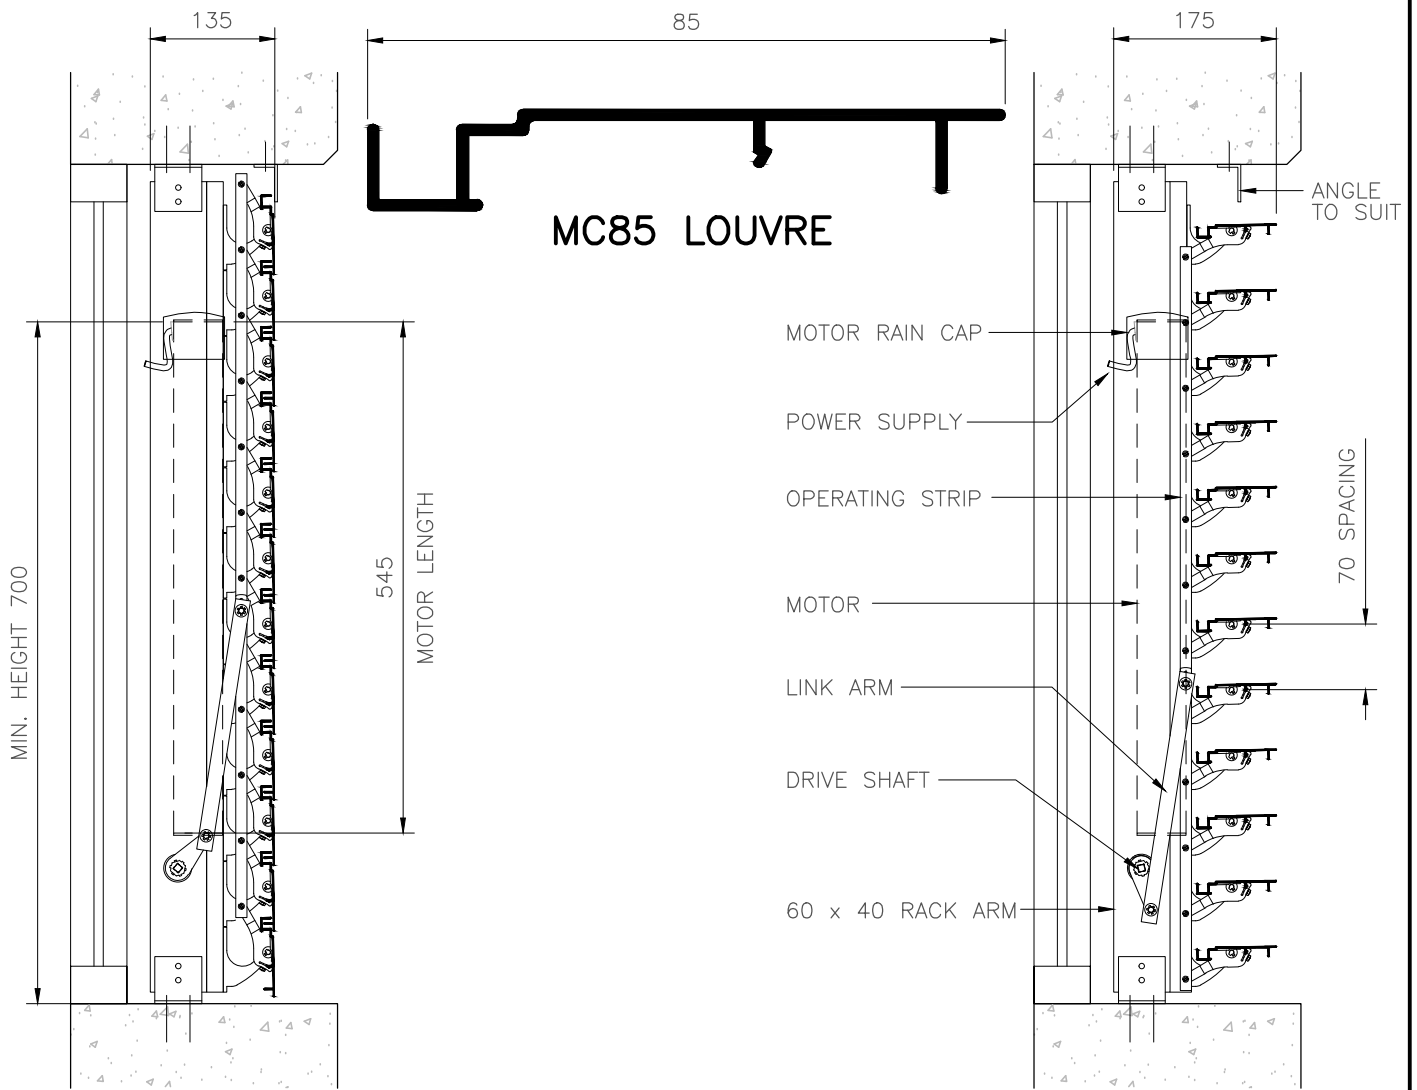 135
85
175
MC85 LOUVRE
ANGLE
TO SUIT
MOTOR RAIN CAP
POWER SUPPLY
OPERATING STRIP
70 SPACING
MIN. HEIGHT 700
545
MOTOR LENGTH
MOTOR
LINK ARM
DRIVE SHAFT
60 x 40 RACK ARM